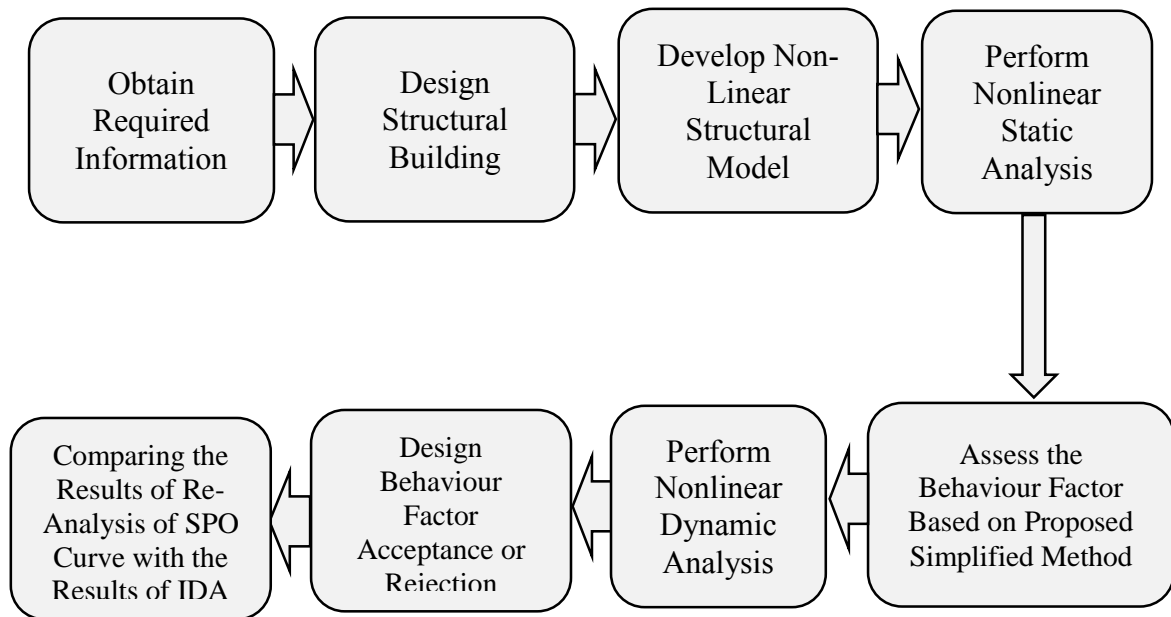 Obtain
Required
Information
Design
Structural
Building
Develop Non-
Linear
Structural
Model
Perform
Nonlinear
Static
Analysis
Assess the
Behaviour Factor
Based on Proposed
Simplified Method
Perform
Nonlinear
Dynamic
Analysis
Design
Behaviour
Factor
Acceptance or
Rejection
Comparing the
Results of Re-
Analysis of SPO
Curve with the
Results of IDA